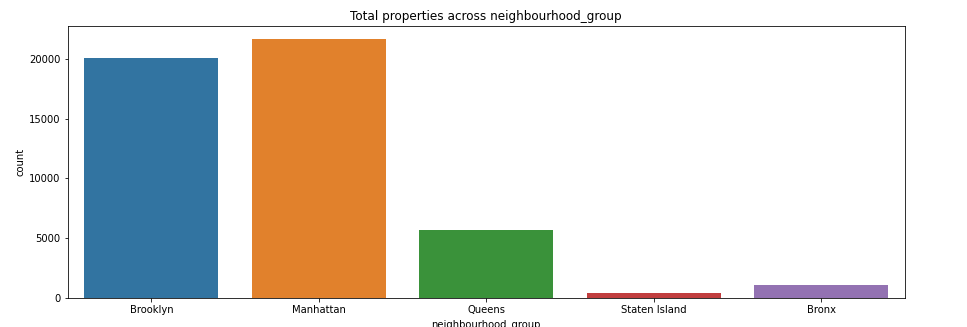 Total properties across neighbourhood_group
20000
15000
10000
5000
0
count
Brooklyn Manhattan Queens Staten Island Bronx
neighbourhood_group